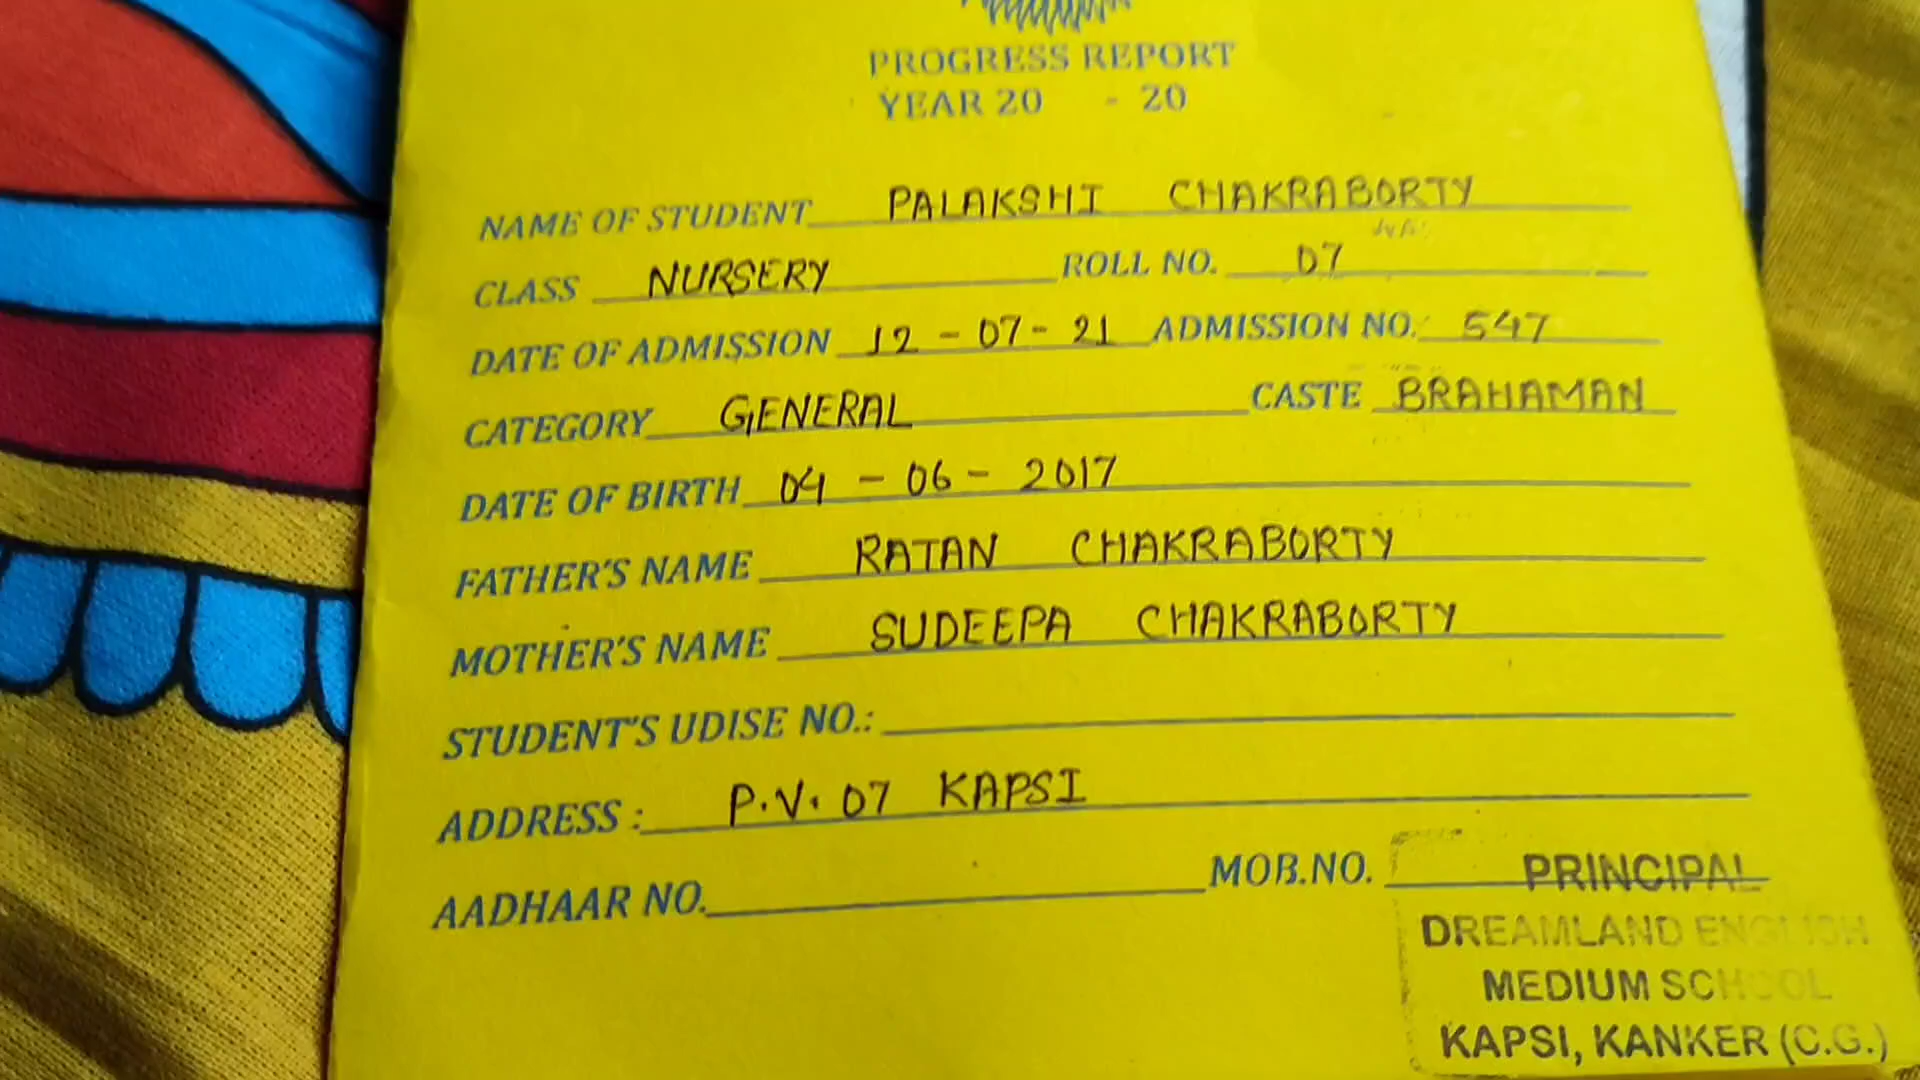 PROGRESS REPORT
YEAR 20 - 20
NAME OF STUDENT PALAKSHI CHAKRABORTY
CLASS NURSERY ROLL NO. 07
DATE OF ADMISSION 12 - 07 - 21 ADMISSION NO. 547
CATEGORY GENERAL CASTE BRAHAMAN
DATE OF BIRTH 04 - 06 - 2017
FATHER'S NAME RATAN CHAKRABORTY
MOTHER'S NAME SUDEEPA CHAKRABORTY
STUDENT'S UDISE NO.:
ADDRESS : P.V. 07 KAPSI
AADHAAR NO. MOB.NO.
PRINCIPAL
DREAMLAND ENGLISH
MEDIUM SCHOOL
KAPSI, KANKER (C.G.)